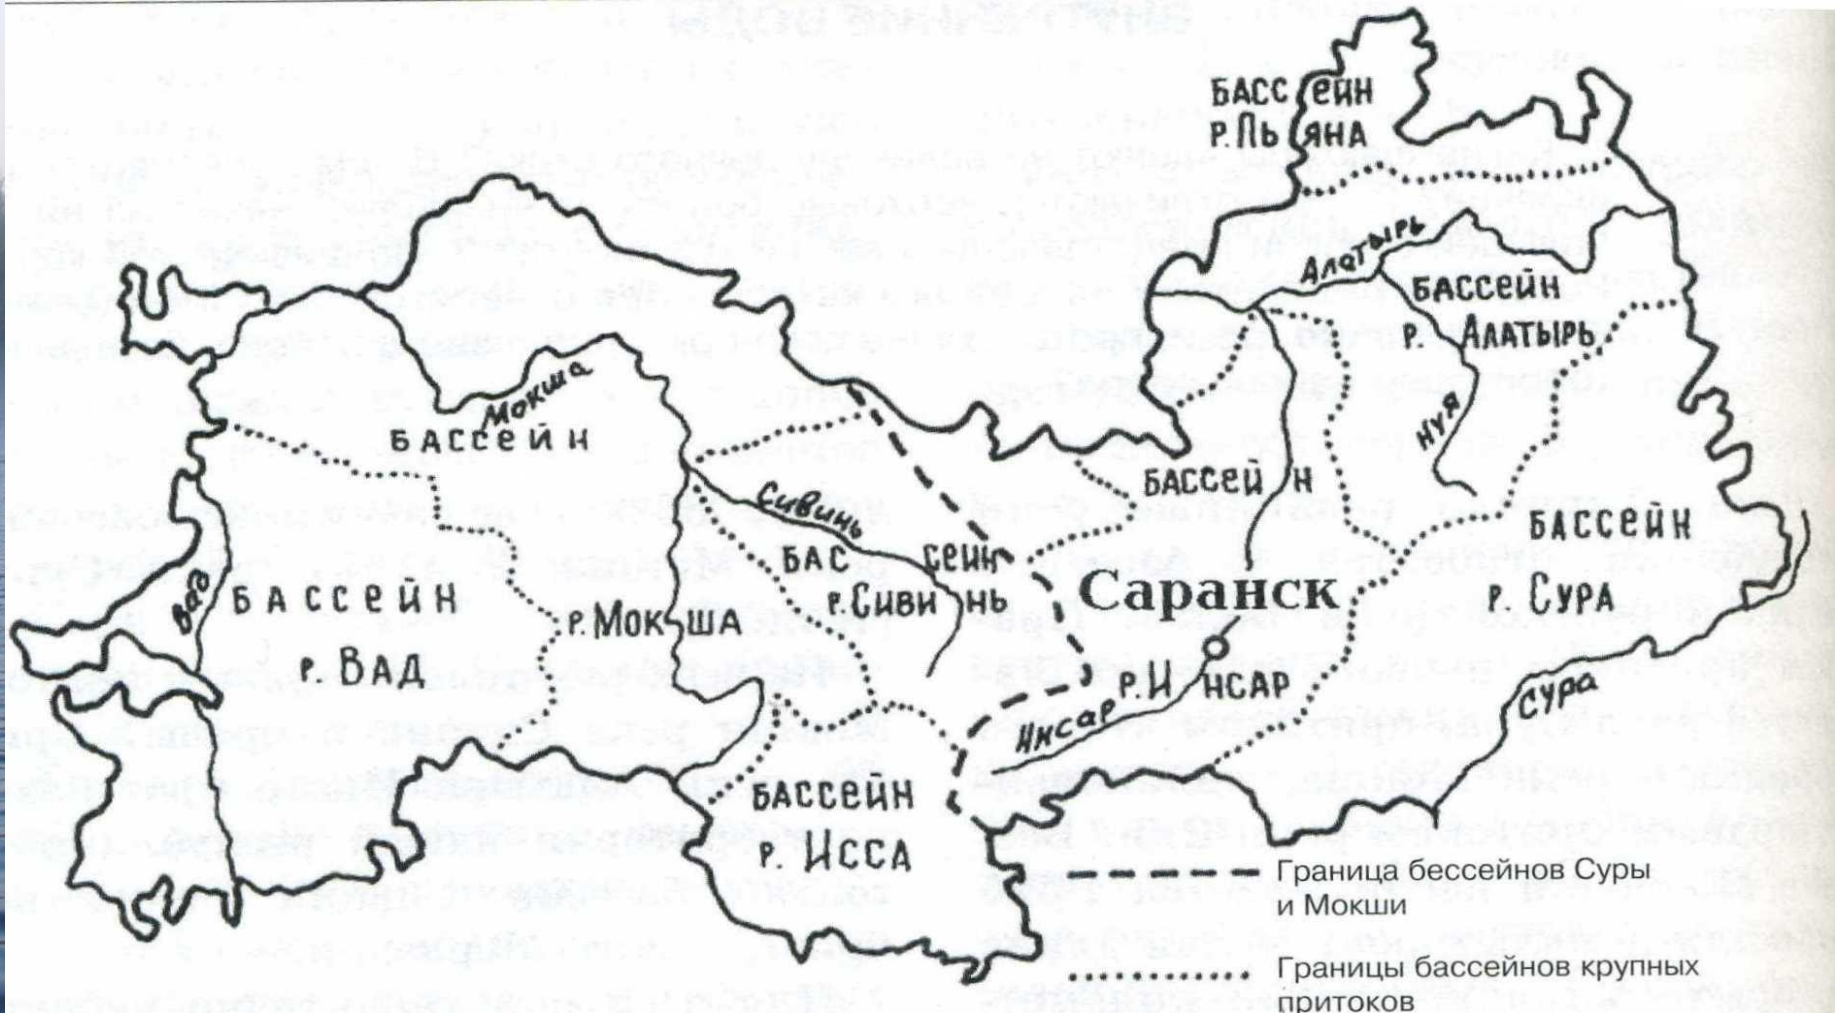 БАССЕЙН
р. ПЬЯНА
АЛАТЫРЬ
БАССЕЙН
р. АЛАТЫРЬ
НУЯ
МОКША
БАССЕЙН
р. МОКША
СИВИНЬ
БАССЕЙН
р. СИВИНЬ
ВАД
БАССЕЙН
р. ВАД
БАССЕЙН
р. ИНСАР
Саранск
ИНСАР
БАССЕЙН
р. СУРА
СУРА
БАССЕЙН
р. ИССА
Граница бессейнов Суры
и Мокши
Границы бассейнов крупных
притоков